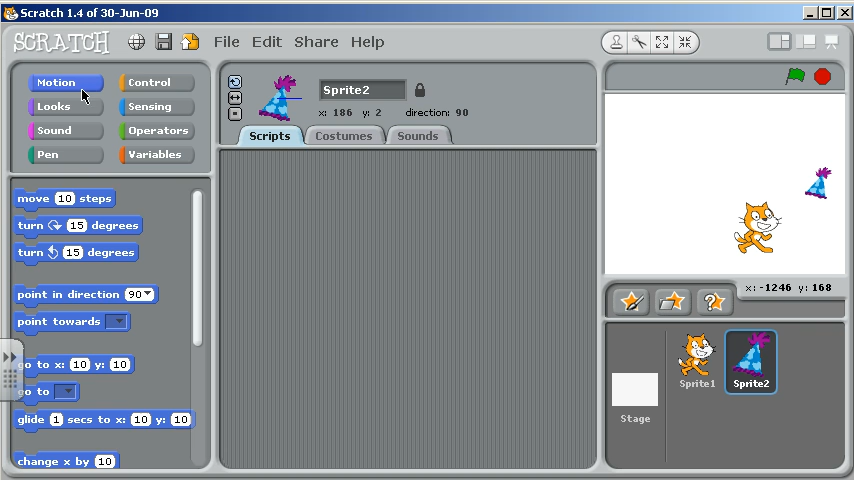 Scratch 1.4 of 30-Jun-09
SCRATCH File Edit Share Help
Motion Control
Looks Sensing
Sound Operators
Pen Variables
Sprite2
x: 186 y: 2 direction: 90
Scripts Costumes Sounds
move 10 steps
turn 15 degrees
turn 15 degrees
point in direction 90
point towards
go to x: 10 y: 10
go to
glide 1 secs to x: 10 y: 10
change x by 10
x: -1246 y: 168
Sprite1 Sprite2
Stage